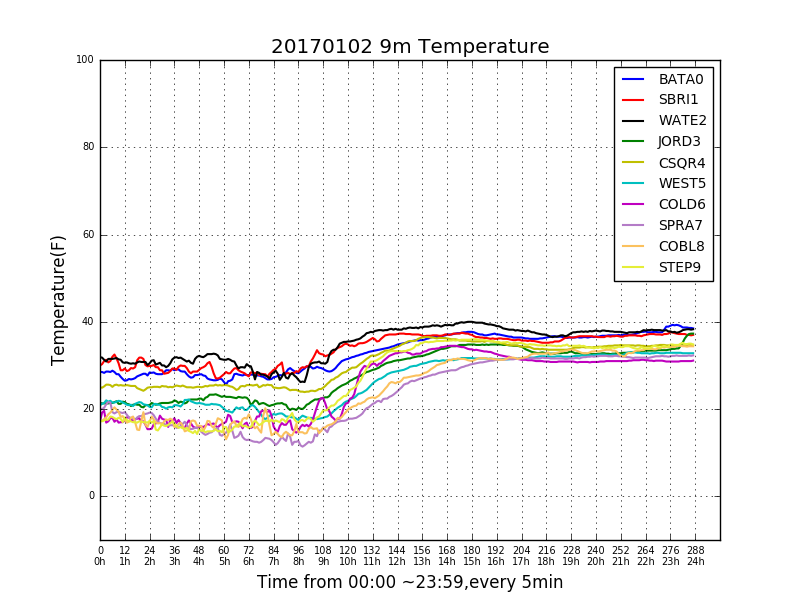 20170102 9m Temperature
100
80
60
40
20
0
Temperature(F)
BATA0
SBRI1
WATE2
JORD3
CSQR4
WEST5
COLD6
SPRA7
COBL8
STEP9
0 12 24 36 48 60 72 84 96 108 120 132 144 156 168 180 192 204 216 228 240 252 264 276 288
0h 1h 2h 3h 4h 5h 6h 7h 8h 9h 10h 11h 12h 13h 14h 15h 16h 17h 18h 19h 20h 21h 22h 23h 24h
Time from 00:00 ~23:59,every 5min